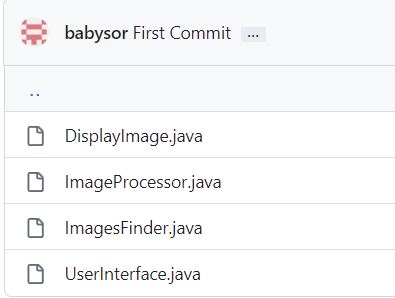 babysor First Commit ...
..
DisplayImage.java
ImageProcessor.java
ImagesFinder.java
UserInterface.java